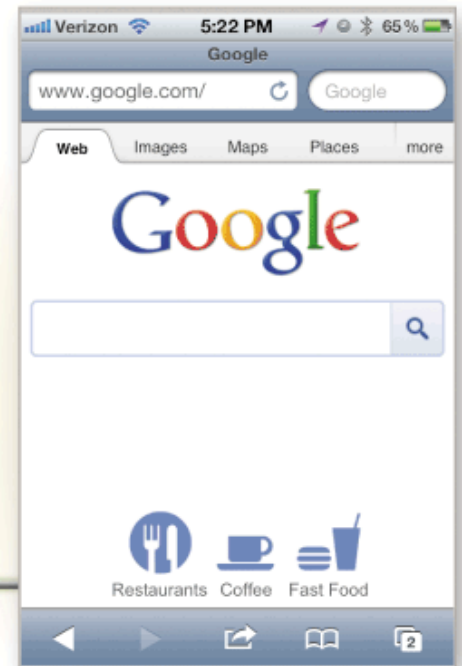 Verizon 5:22 PM 65%
Google
www.google.com/ Google
Web Images Maps Places more
Google
Restaurants Coffee Fast Food
2